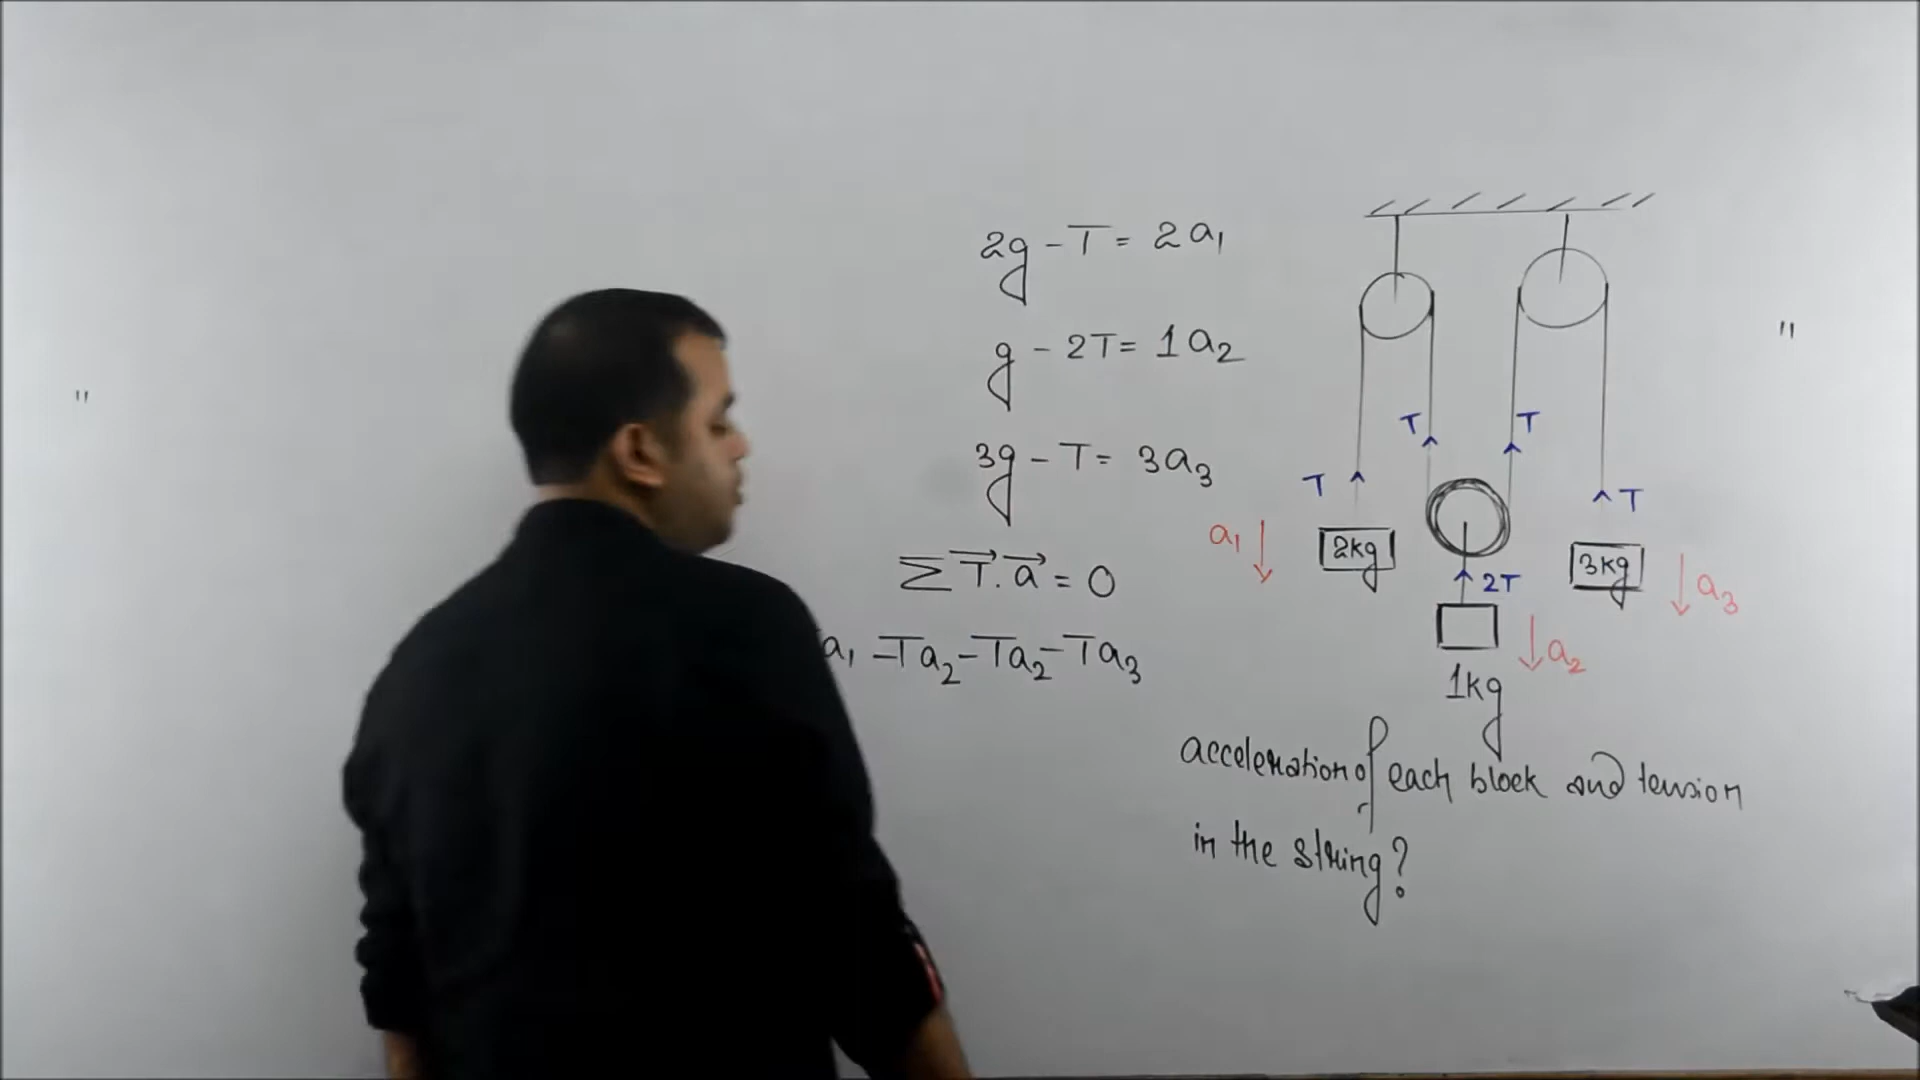 2g - T = 2a₁
g - 2T = 1a₂
3g - T = 3a₃
Σ T⃗.a⃗ = 0
a₁ - Ta₂ - Ta₂ - Ta₃
T T
T T
a₁ 2kg 3kg a₃
2T
a₂
1kg
acceleration of each block and tension
in the string?
"
"